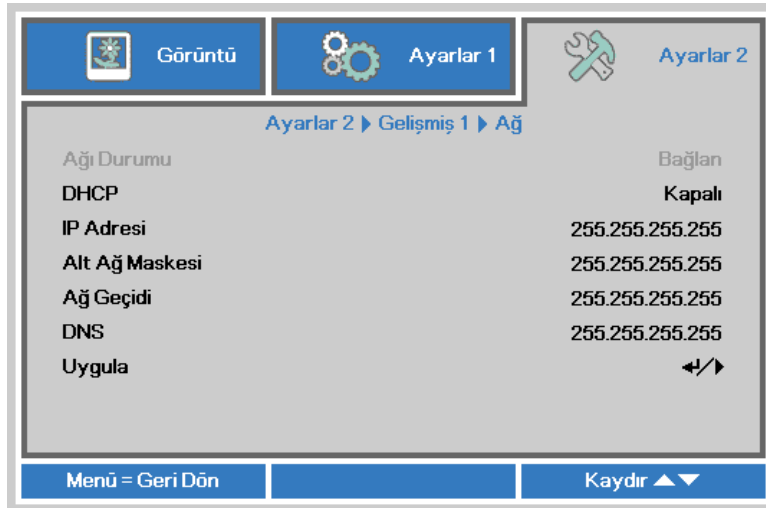 Görüntü Ayarlar 1 Ayarlar 2
Ayarlar 2 ▶ Gelişmiş 1 ▶ Ağ
Ağı Durumu Bağlan
DHCP Kapalı
IP Adresi 255.255.255.255
Alt Ağ Maskesi 255.255.255.255
Ağ Geçidi 255.255.255.255
DNS 255.255.255.255
Uygula ↵/▶
Menü = Geri Dön Kaydır ▲▼